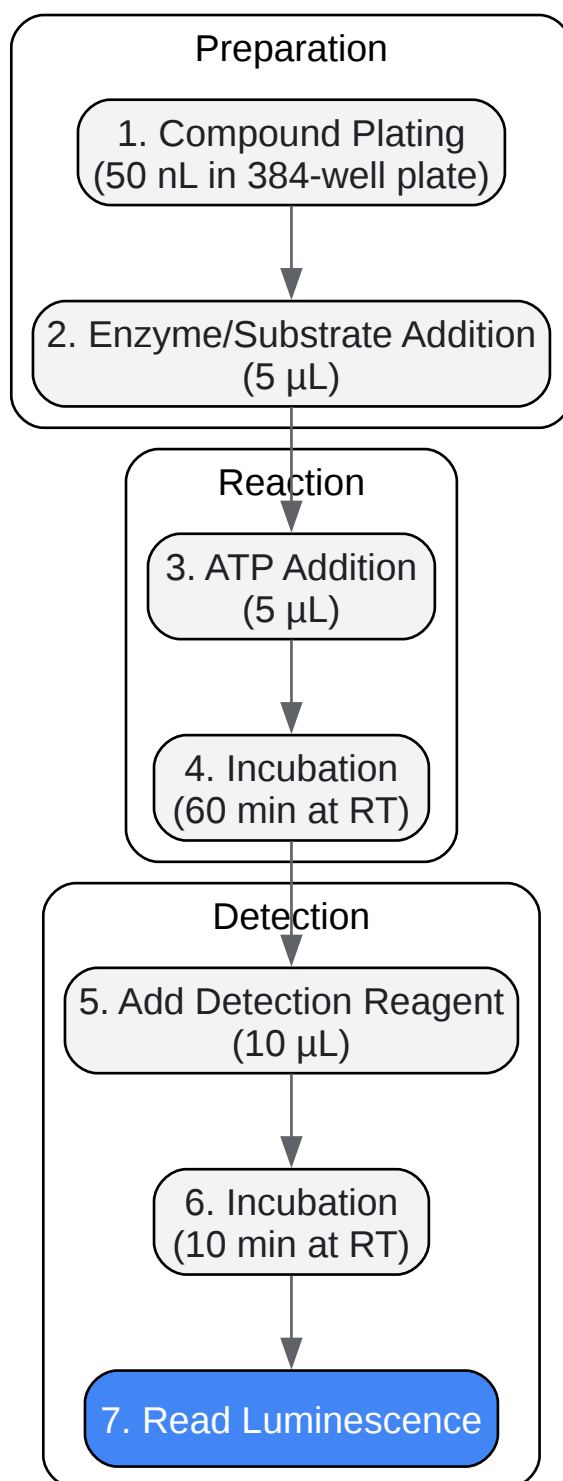 Preparation
1. Compound Plating
(50 nL in 384-well plate)
2. Enzyme/Substrate Addition
(5 µL)
Reaction
3. ATP Addition
(5 µL)
4. Incubation
(60 min at RT)
Detection
5. Add Detection Reagent
(10 µL)
6. Incubation
(10 min at RT)
7. Read Luminescence